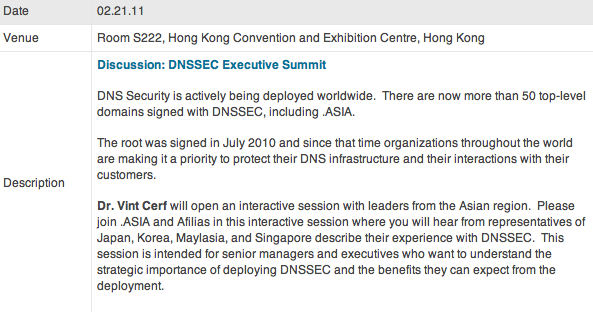 Date 02.21.11
Venue Room S222, Hong Kong Convention and Exhibition Centre, Hong Kong
Discussion: DNSSEC Executive Summit
DNS Security is actively being deployed worldwide.  There are now more than 50 top-level
domains signed with DNSSEC, including .ASIA.
The root was signed in July 2010 and since that time organizations throughout the world
are making it a priority to protect their DNS infrastructure and their interactions with their
customers.
Description
Dr. Vint Cerf will open an interactive session with leaders from the Asian region.  Please
join .ASIA and Afilias in this interactive session where you will hear from representatives of
Japan, Korea, Maylasia, and Singapore describe their experience with DNSSEC.  This
session is intended for senior managers and executives who want to understand the
strategic importance of deploying DNSSEC and the benefits they can expect from the
deployment.